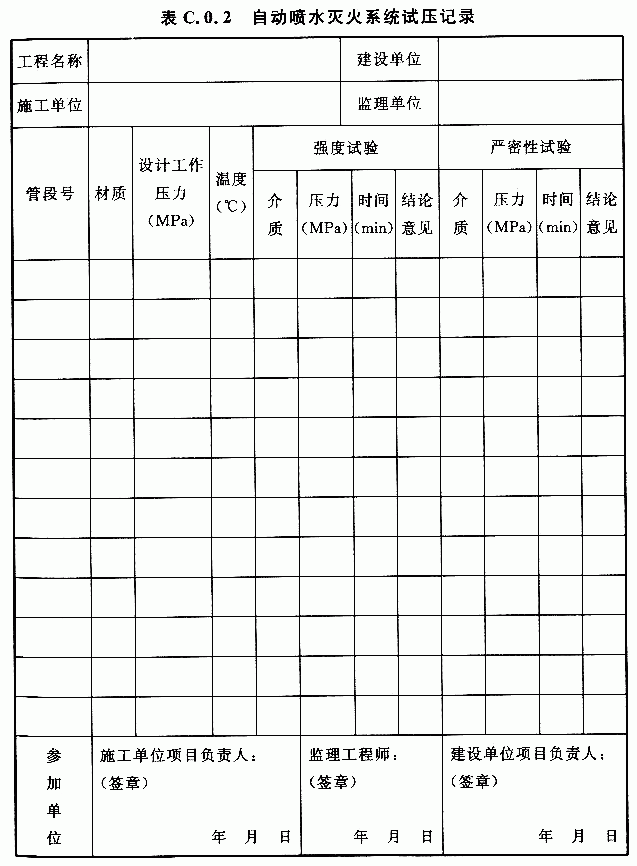 表 C.0.2 自动喷水灭火系统试压记录
工程名称 建设单位
施工单位 监理单位
管段号 材质 设计工作压力(MPa) 温度(℃) 强度试验 严密性试验
介质 压力(MPa) 时间(min) 结论意见 介质 压力(MPa) 时间(min) 结论意见
参加单位
施工单位项目负责人:
(签章)
年 月 日
监理工程师:
(签章)
年 月 日
建设单位项目负责人:
(签章)
年 月 日